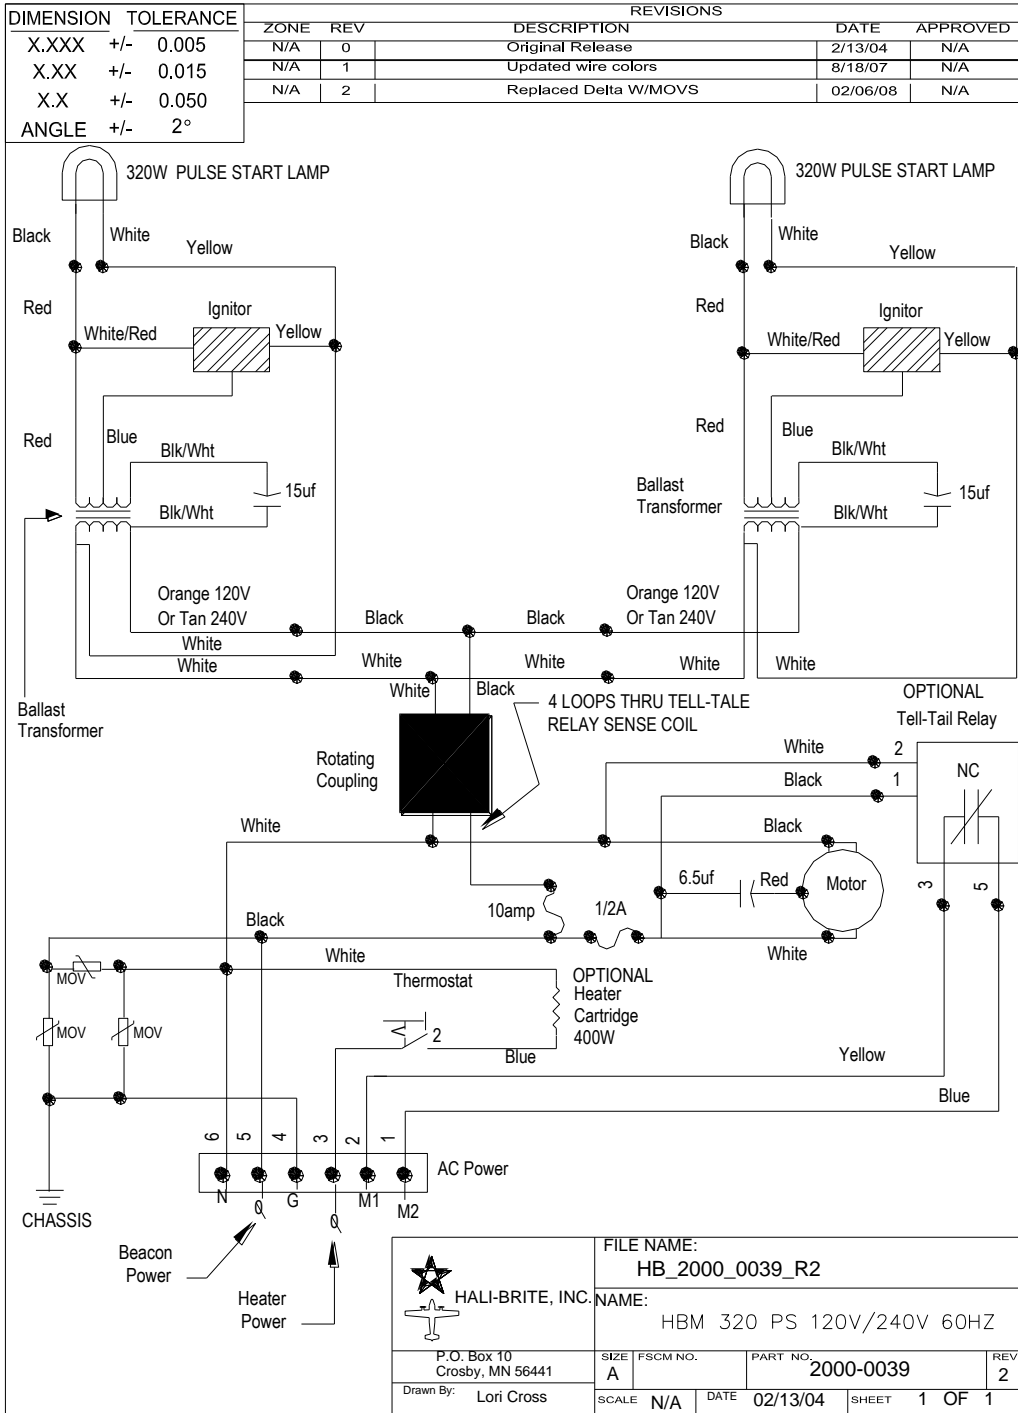 DIMENSION TOLERANCE
X.XXX +/- 0.005
X.XX +/- 0.015
X.X +/- 0.050
ANGLE +/- 2°
REVISIONS
ZONE REV DESCRIPTION DATE APPROVED
N/A 0 Original Release 2/13/04 N/A
N/A 1 Updated wire colors 8/18/07 N/A
N/A 2 Replaced Delta W/MOVS 02/06/08 N/A
320W PULSE START LAMP
320W PULSE START LAMP
Black White Yellow
Black White Yellow
Red Ignitor
White/Red Yellow
Red Ignitor
White/Red Yellow
Red Blue Blk/Wht
15uf
Blk/Wht
Red Blue Blk/Wht
Ballast
Transformer
15uf
Blk/Wht
Orange 120V
Or Tan 240V
Black Black
Orange 120V
Or Tan 240V
White
White White White White White
White Black
Ballast
Transformer
4 LOOPS THRU TELL-TALE
RELAY SENSE COIL
OPTIONAL
Tell-Tail Relay
Rotating
Coupling
White 2
Black 1
NC
White Black
6.5uf Red Motor
3 5
10amp 1/2A
Black
White
White
MOV
Thermostat
OPTIONAL
Heater
Cartridge
400W
MOV MOV
2
Blue
Yellow
Blue
6 5 4 3 2 1
AC Power
N 0 G 0 M1 M2
CHASSIS
Beacon
Power
Heater
Power
HALI-BRITE, INC.
P.O. Box 10
Crosby, MN 56441
Drawn By: Lori Cross
FILE NAME:
HB_2000_0039_R2
NAME:
HBM 320 PS 120V/240V 60HZ
SIZE FSCM NO. PART NO. REV
A 2000-0039 2
SCALE N/A DATE 02/13/04 SHEET 1 OF 1